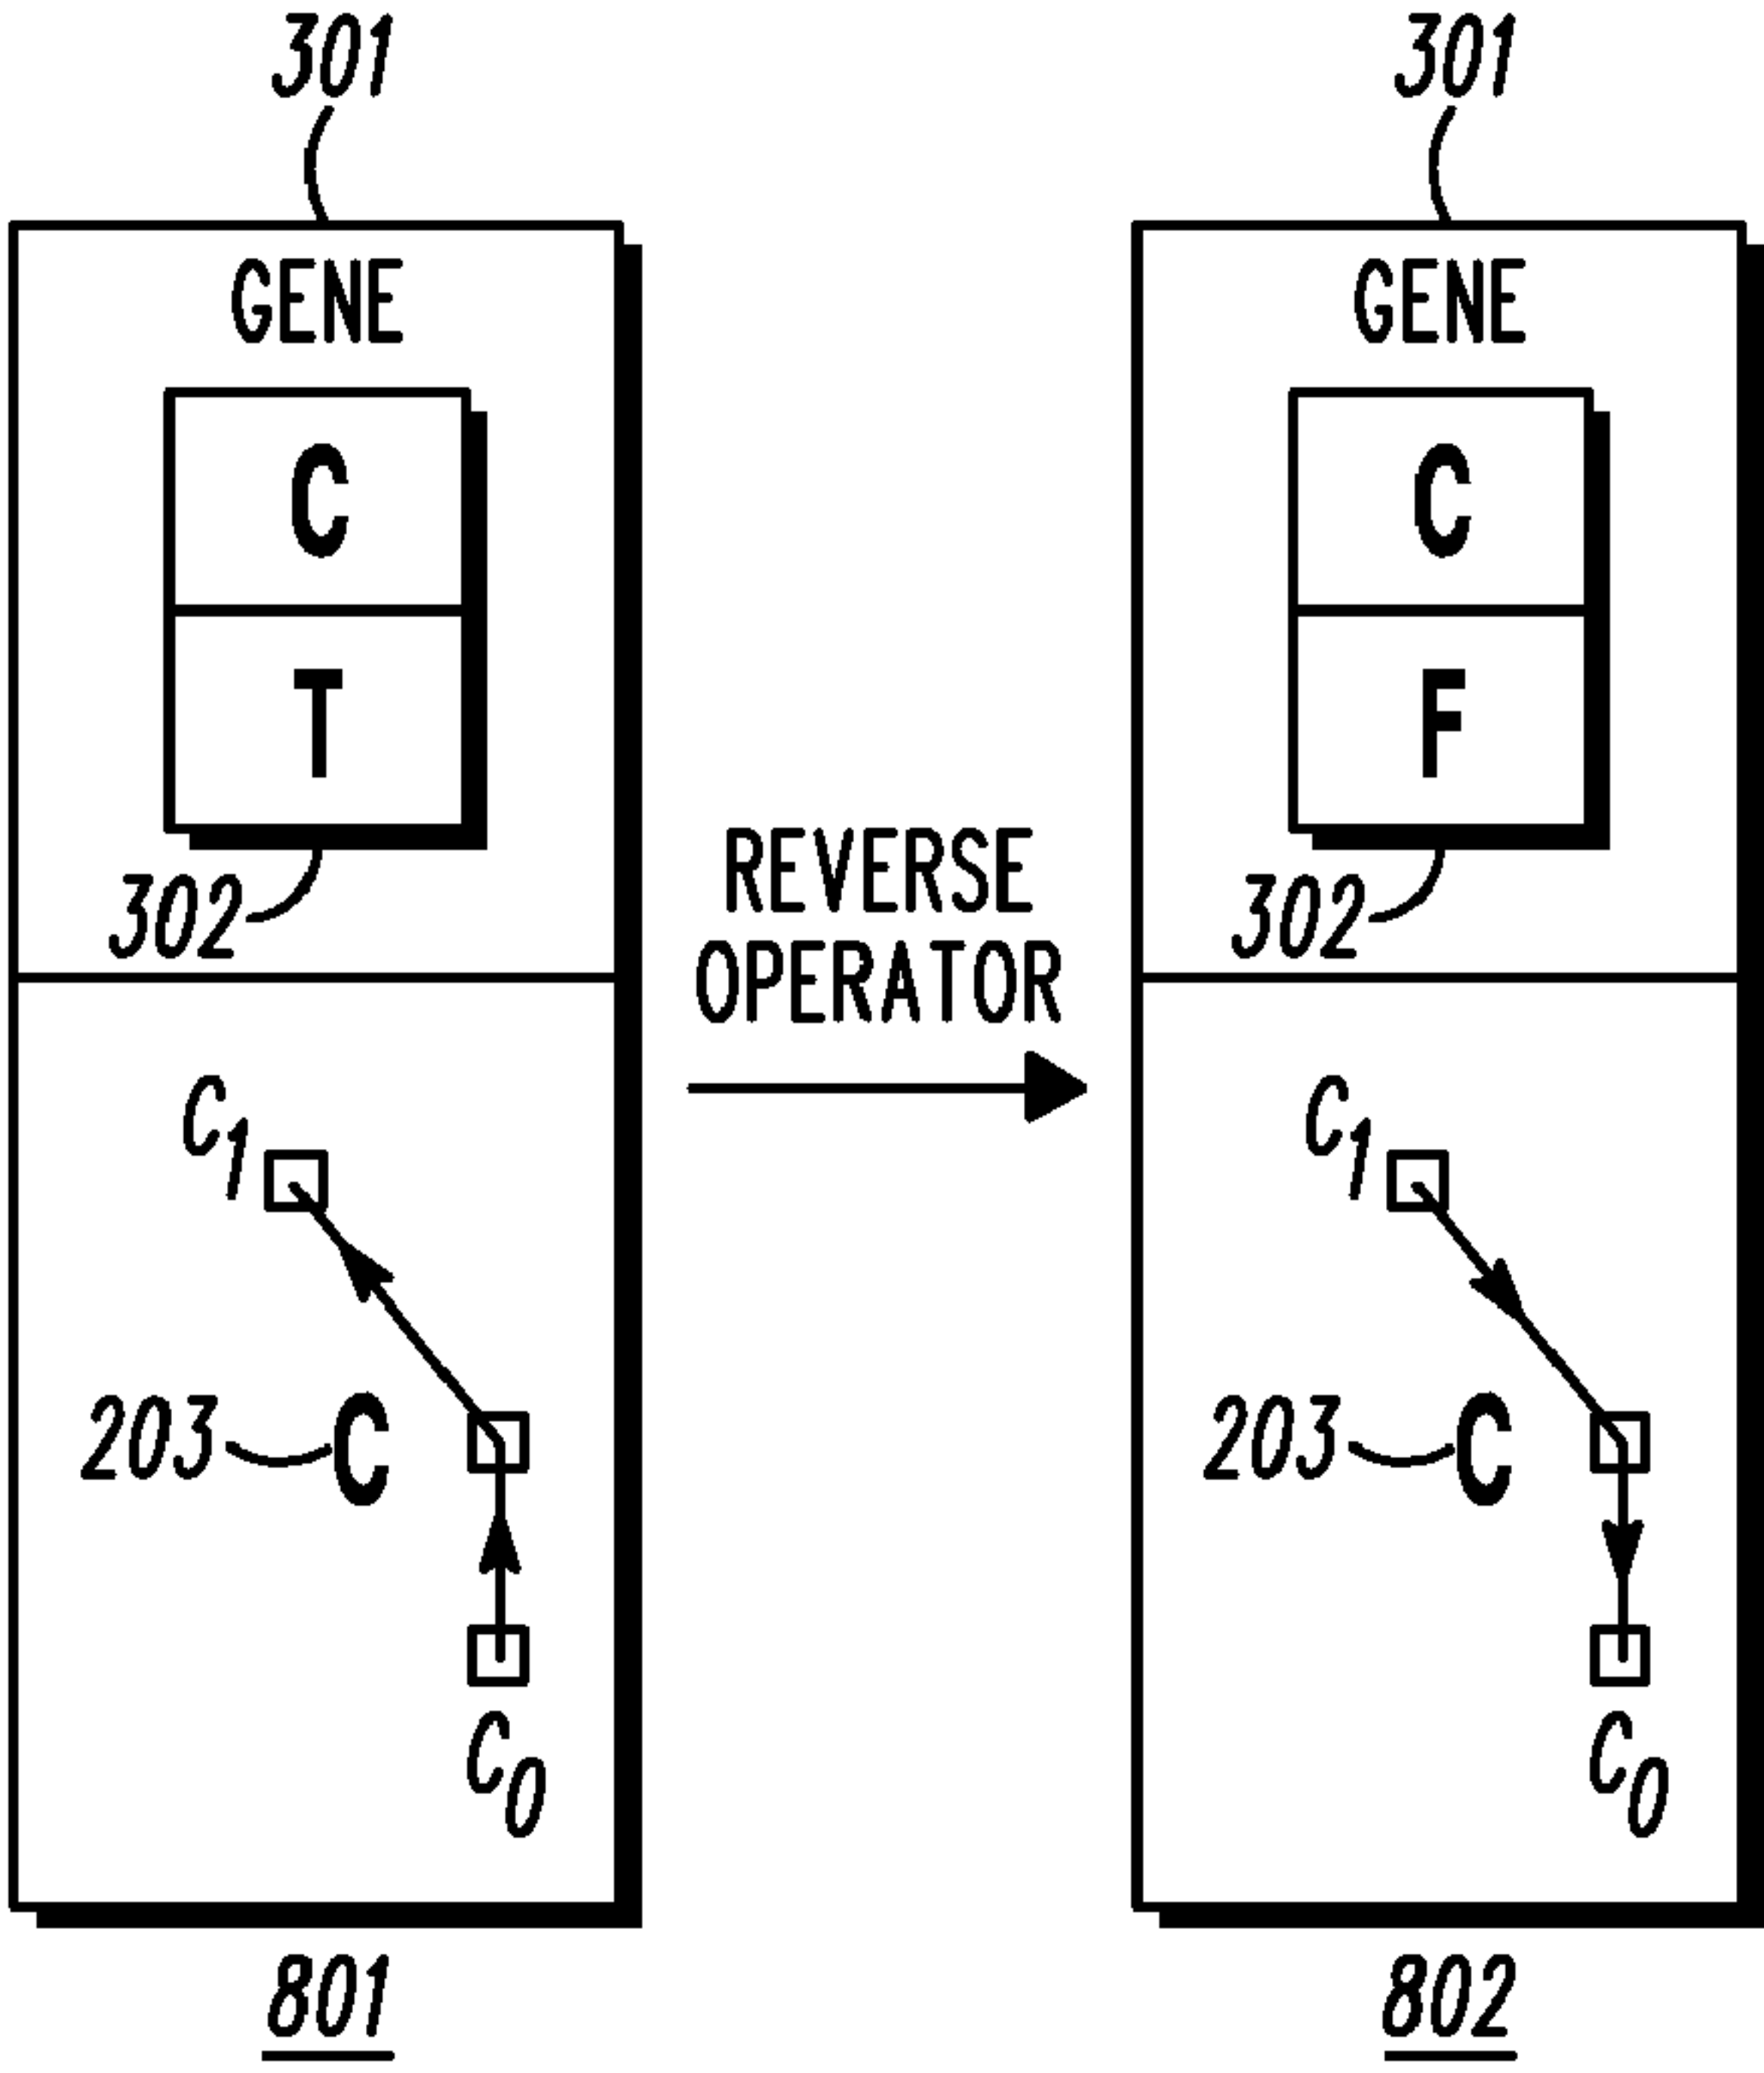 301
GENE
C
T
302
C1
203 C
C0
801
REVERSE
OPERATOR
301
GENE
C
F
302
C1
203 C
C0
802